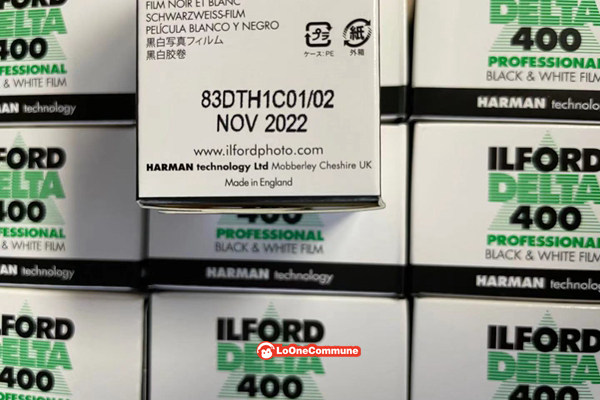 FILM NOIR ET BLANC
SCHWARZWEISS-FILM
PELÍCULA BLANCO Y NEGRO
黒白写真フィルム
黑白胶卷
プラ
ケース:PE
紙
外箱
83DTH1C01/02
NOV 2022
www.ilfordphoto.com
HARMAN technology Ltd Mobberley Cheshire UK
Made in England
DELTA
400
PROFESSIONAL
& WHITE FILM
DELTA
400
PROFESSIONAL
BLACK & WHITE FILM
HARMAN technology
ILFORD
DELTA
400
PROFESSIONAL
& WHITE FILM
technology
400
PROFESSIONAL
BLACK & WHITE FILM
HARMAN technology
ILFORD
DELTA
400
PROFESSIONAL
BLACK & WHITE FILM
HARMAN technology
ILFORD
DELTA
400
ILFORD
DELTA
400
LoOneCommune
ILFORD
DELTA
400